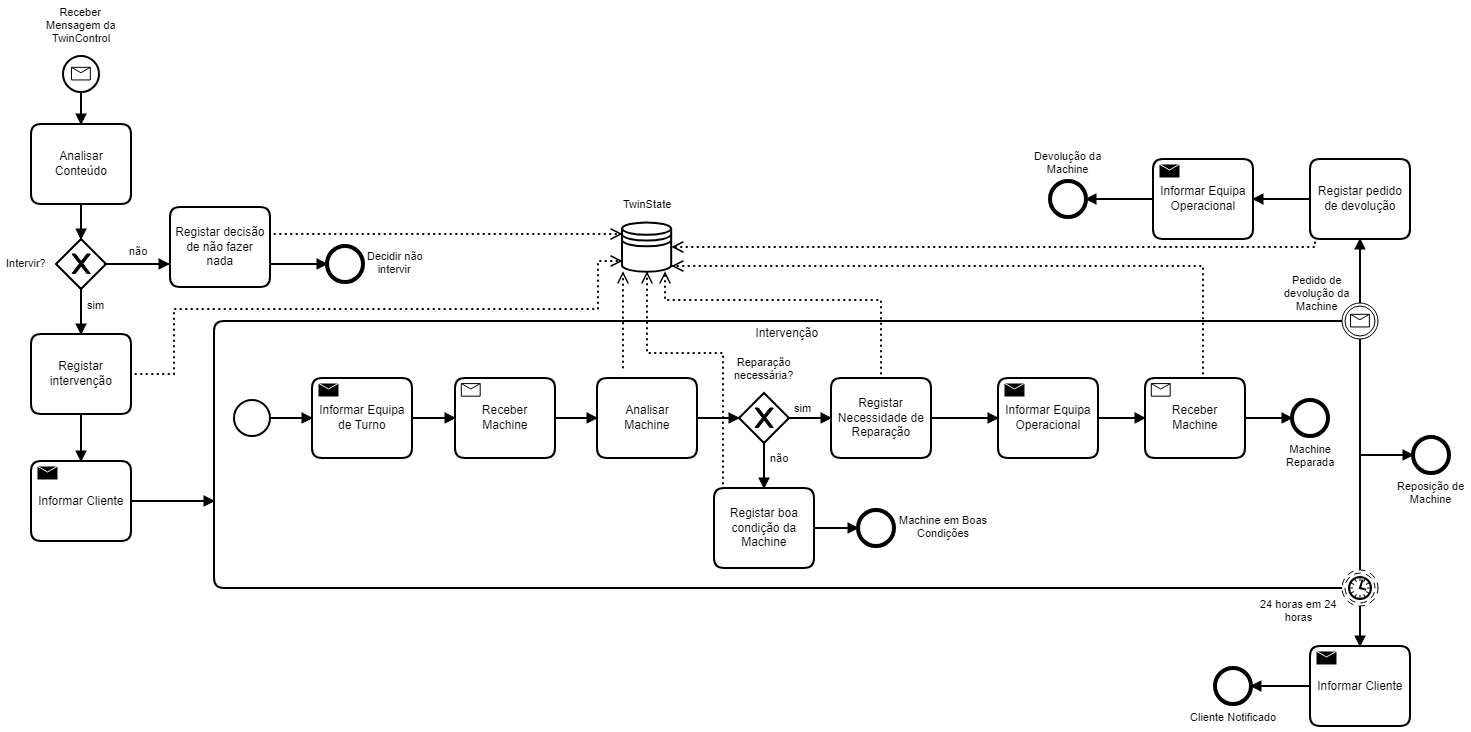 Receber
Mensagem da
TwinControl
Analisar
Conteúdo
Intervir?
não
sim
Registar decisão
de não fazer
nada
Decidir não
intervir
Registar
intervenção
Informar Cliente
TwinState
Intervenção
Informar Equipa
de Turno
Receber
Machine
Analisar
Machine
Reparação
necessária?
sim
não
Registar
Necessidade de
Reparação
Informar Equipa
Operacional
Receber
Machine
Machine
Reparada
Registar boa
condição da
Machine
Machine em Boas
Condições
Pedido de
devolução da
Machine
Registar pedido
de devolução
Informar Equipa
Operacional
Devolução da
Machine
Reposição de
Machine
24 horas em 24
horas
Informar Cliente
Cliente Notificado